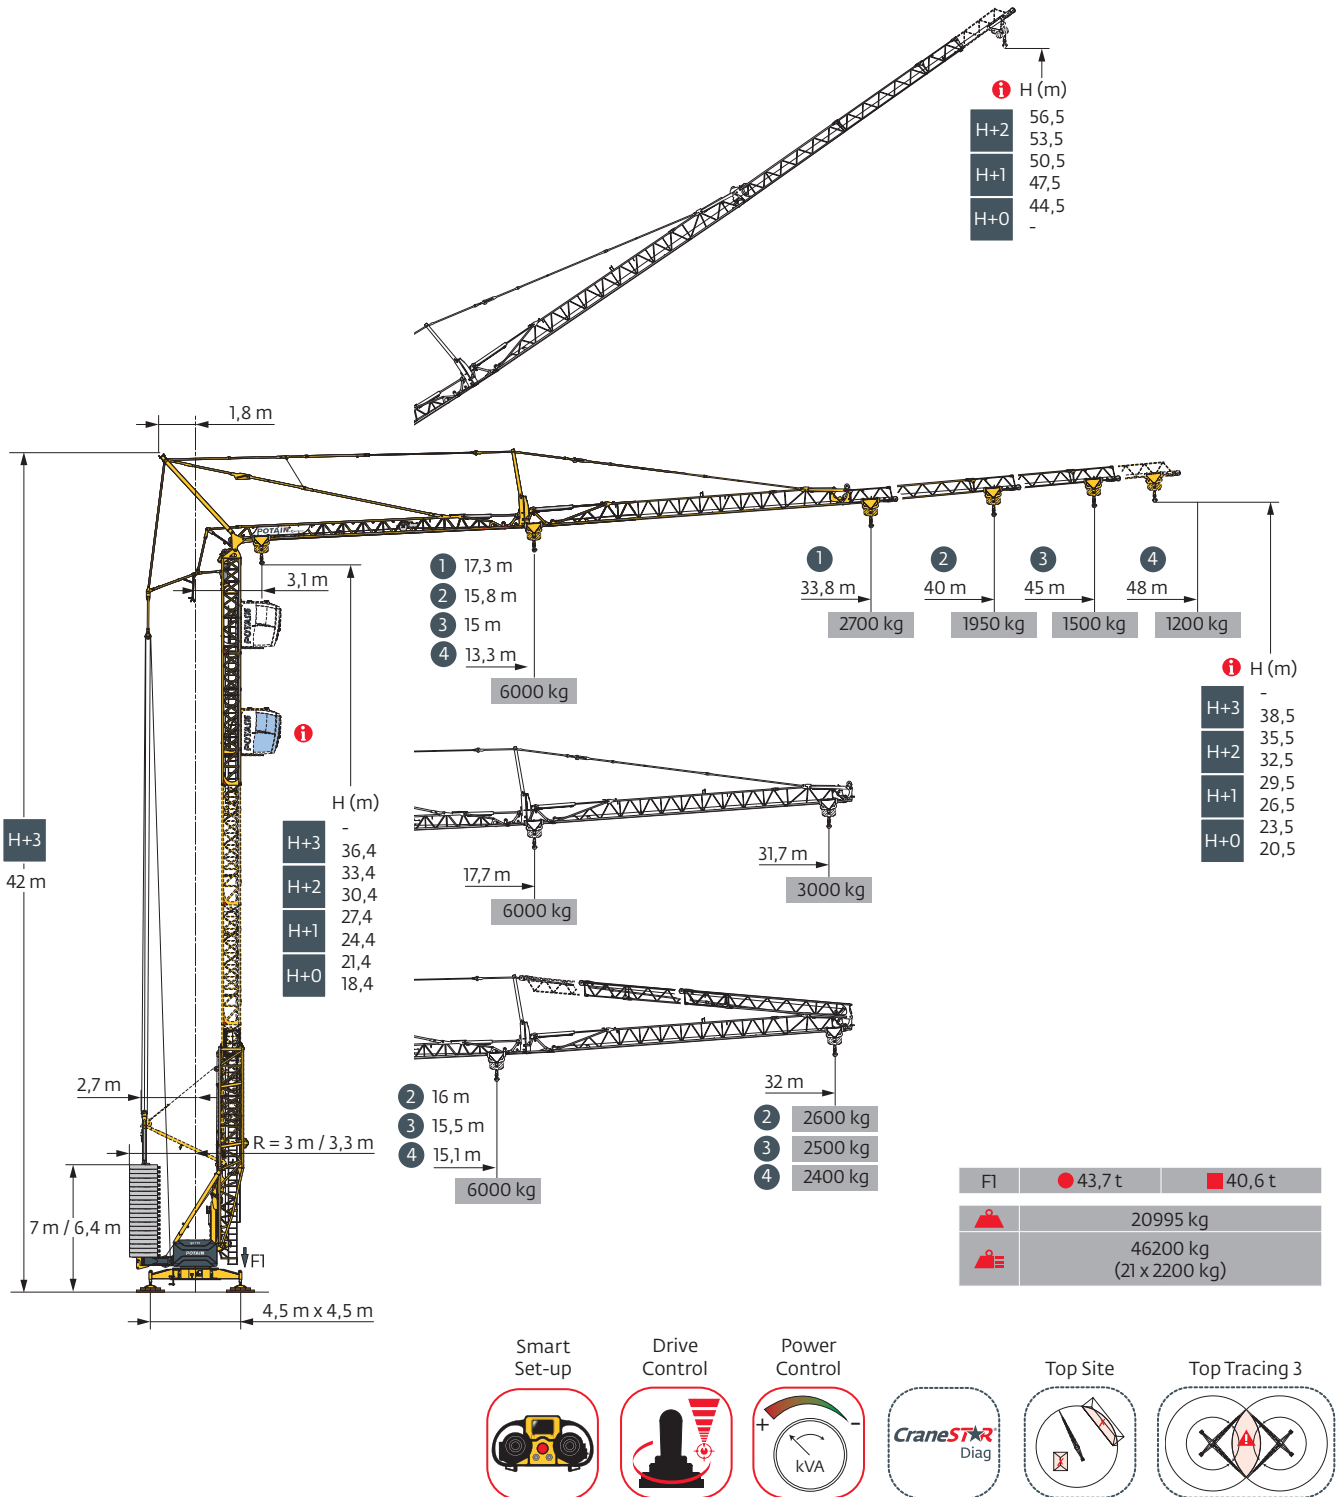 H (m)
H+2
56,5
53,5
H+1
50,5
47,5
H+0
44,5
-
1,8 m
POTAIN
3,1 m
1 17,3 m
2 15,8 m
3 15 m
4 13,3 m
6000 kg
1
33,8 m
2700 kg
2
40 m
1950 kg
3
45 m
1500 kg
4
48 m
1200 kg
POTAIN
POTAIN
i
i H (m)
H+3
-
38,5
H+2
35,5
32,5
H+1
29,5
26,5
H+0
23,5
20,5
H (m)
H+3
-
36,4
H+2
33,4
30,4
H+1
27,4
24,4
H+0
21,4
18,4
H+3
42 m
17,7 m
6000 kg
31,7 m
3000 kg
2 16 m
3 15,5 m
4 15,1 m
6000 kg
32 m
2 2600 kg
3 2500 kg
4 2400 kg
2,7 m
R = 3 m / 3,3 m
7 m / 6,4 m
POTAIN
F1
4,5 m x 4,5 m
F1 43,7 t 40,6 t
20995 kg
46200 kg
(21 x 2200 kg)
Smart
Set-up
Drive
Control
Power
Control
+ -
kVA
CraneSTAR
Diag
Top Site
Top Tracing 3